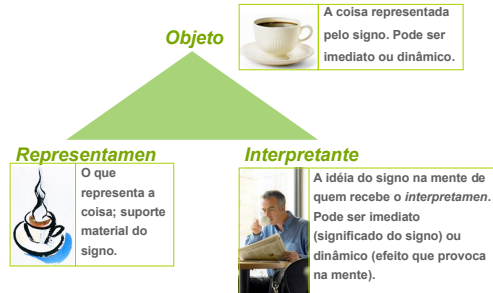 Objeto
A coisa representada
pelo signo. Pode ser
imediato ou dinâmico.
Representamen
O que
representa a
coisa; suporte
material do
signo.
Interpretante
A idéia do signo na mente de
quem recebe o interpretamen.
Pode ser imediato
(significado do signo) ou
dinâmico (efeito que provoca
na mente).